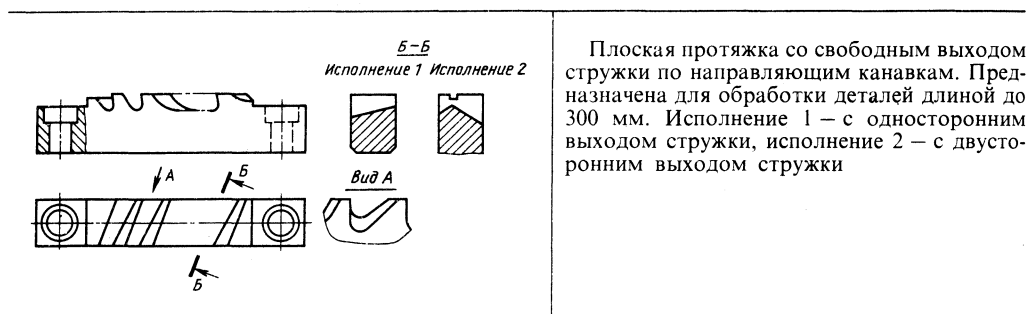 Б–Б
Исполнение 1 Исполнение 2
А
Б
Вид А
Б
Плоская протяжка со свободным выходом
стружки по направляющим канавкам. Пред-
назначена для обработки деталей длиной до
300 мм. Исполнение 1 — с односторонним
выходом стружки, исполнение 2 — с двусто-
ронним выходом стружки